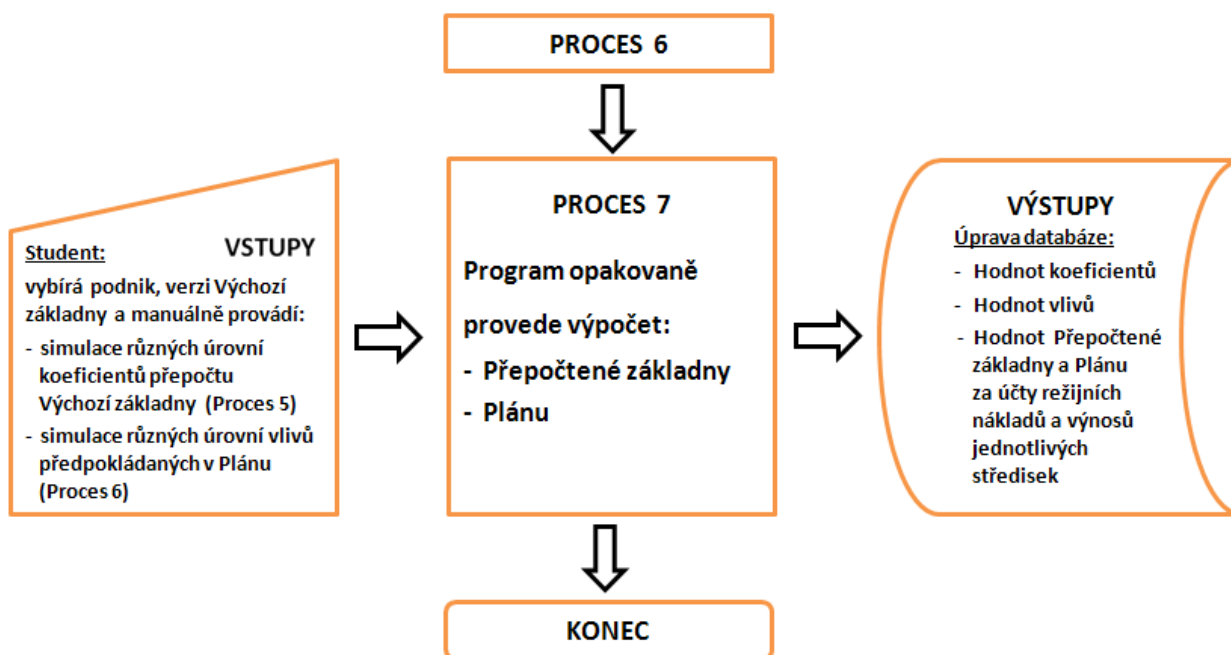 PROCES 6
VSTUPY
Student:
vybírá podnik, verzi Výchozí
základny a manuálně provádí:
- simulace různých úrovní
koeficientů přepočtu
Výchozí základny (Proces 5)
- simulace různých úrovní vlivů
předpokládaných v Plánu
(Proces 6)
PROCES 7
Program opakovaně
provede výpočet:
- Přepočtené základny
- Plánu
VÝSTUPY
Úprava databáze:
- Hodnot koeficientů
- Hodnot vlivů
- Hodnot Přepočtené
základny a Plánu
za účty režijních
nákladů a výnosů
jednotlivých
středisek
KONEC